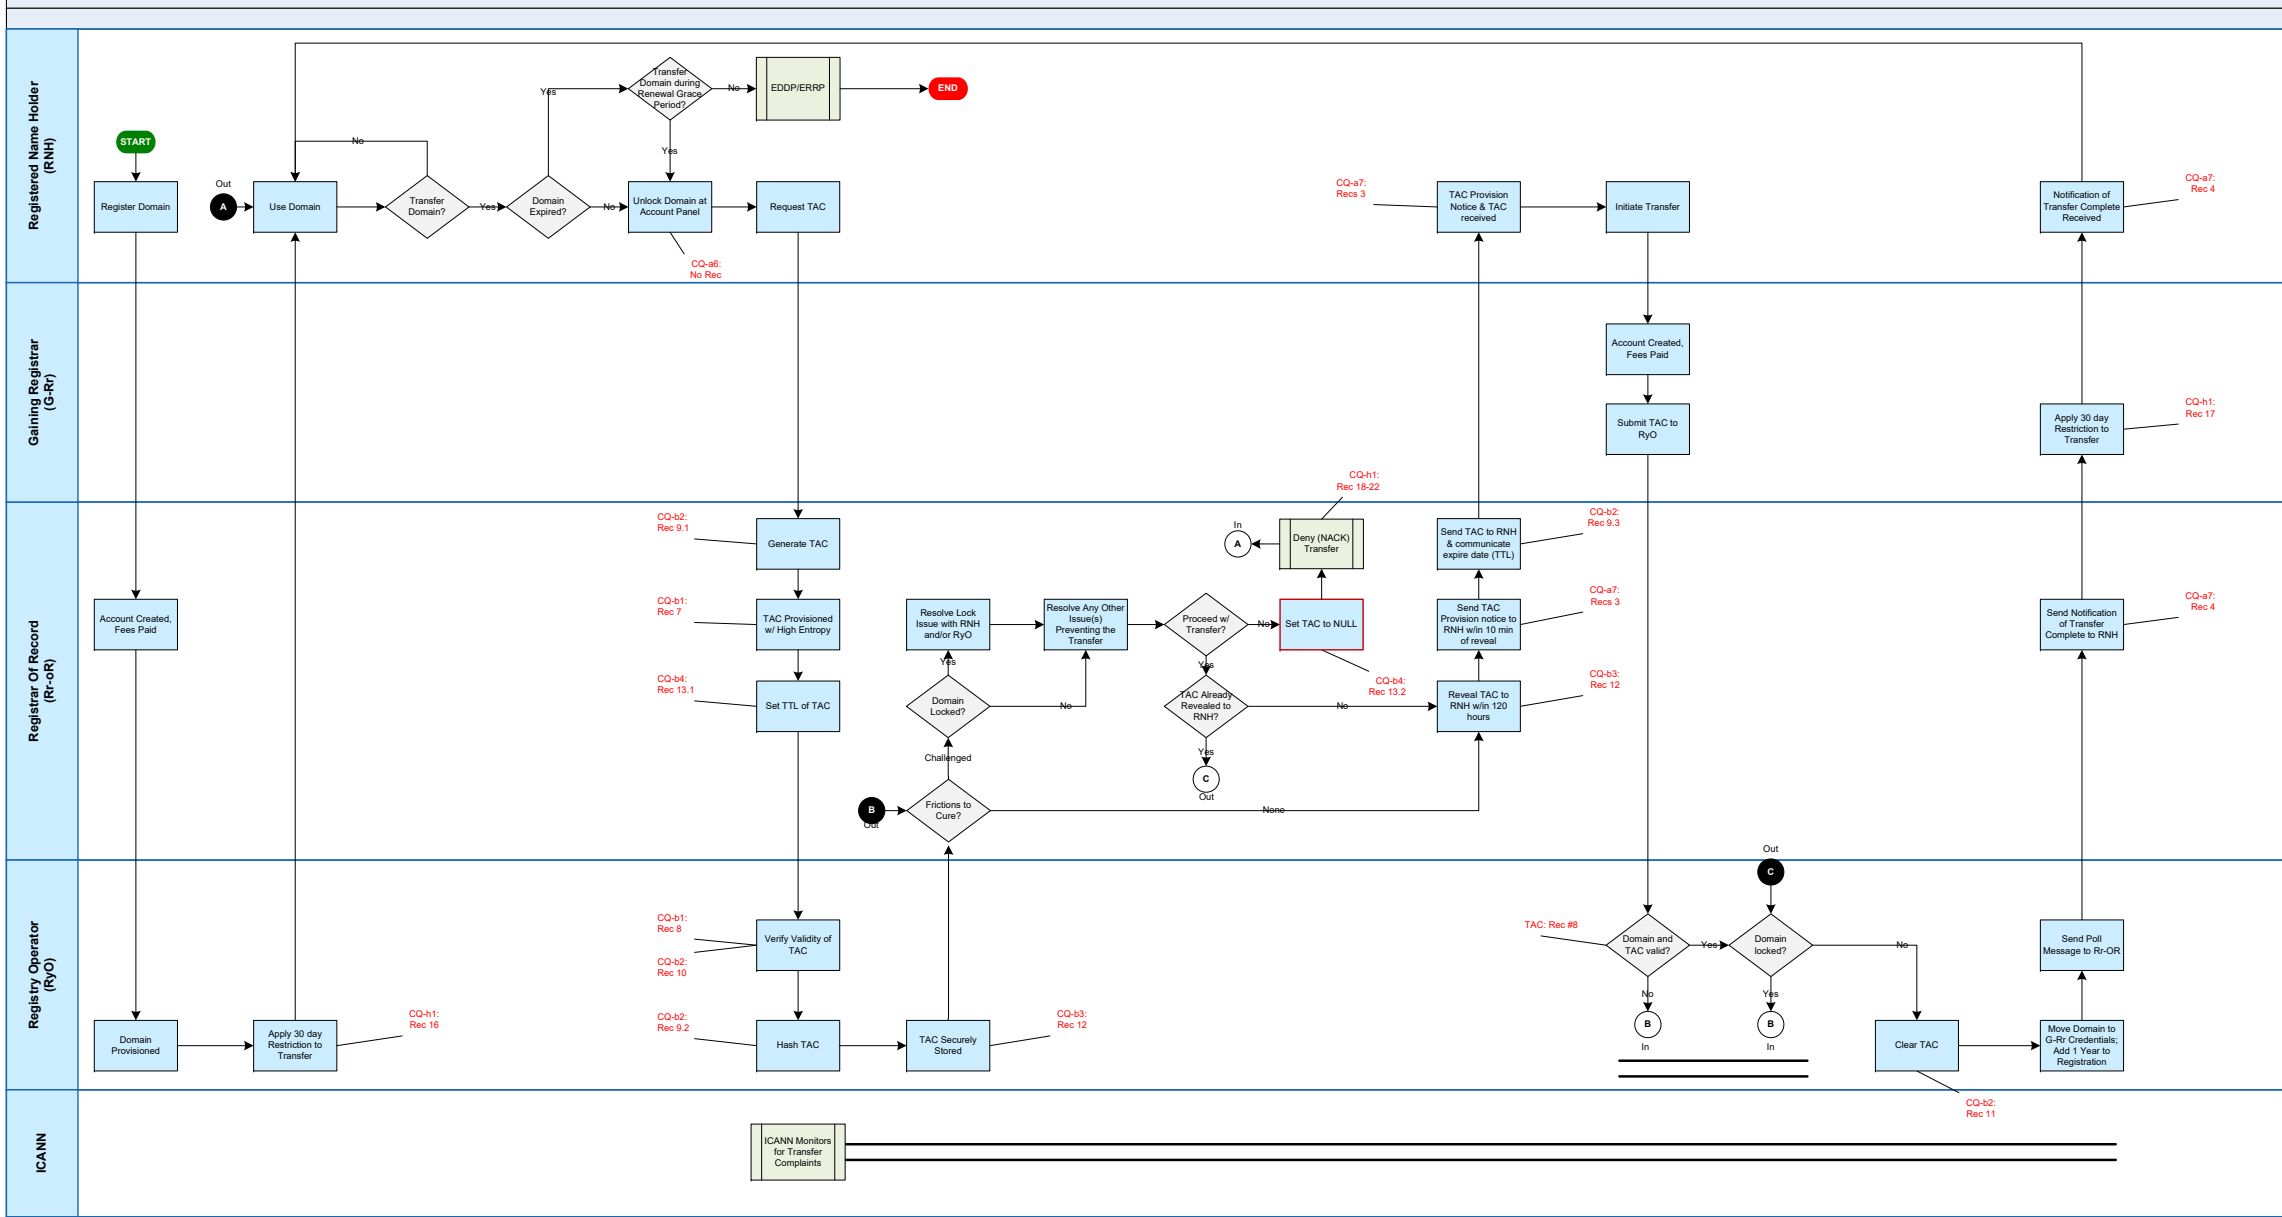 Registered Name Holder
(RNH)
START
Register Domain
Out
A
Use Domain
No
Transfer
Domain?
Yes
Domain
Expired?
Yes
No
Transfer
Domain during
Renewal Grace
Period?
No
Yes
EDDP/ERRP
END
Unlock Domain at
Account Panel
CQ-a6:
No Rec
Request TAC
CQ-a7:
Recs 3
TAC Provision
Notice & TAC
received
Initiate Transfer
Notification of
Transfer Complete
Received
CQ-a7:
Rec 4
Gaining Registrar
(G-Rr)
Account Created,
Fees Paid
Submit TAC to
RyO
Apply 30 day
Restriction to
Transfer
CQ-h1:
Rec 17
Registrar Of Record
(Rr-oR)
Account Created,
Fees Paid
CQ-b2:
Rec 9.1
Generate TAC
CQ-b1:
Rec 7
TAC Provisioned
w/ High Entropy
CQ-b4:
Rec 13.1
Set TTL of TAC
Resolve Lock
Issue with RNH
and/or RyO
Yes
Domain
Locked?
No
Challenged
B
Out
Frictions to
Cure?
None
Resolve Any Other
Issue(s)
Preventing the
Transfer
Proceed w/
Transfer?
No
Yes
TAC Already
Revealed to
RNH?
No
Yes
C
Out
In
A
CQ-h1:
Rec 18-22
Deny (NACK)
Transfer
Set TAC to NULL
CQ-b4:
Rec 13.2
Send TAC to RNH
& communicate
expire date (TTL)
CQ-b2:
Rec 9.3
Send TAC
Provision notice to
RNH w/in 10 min
of reveal
CQ-a7:
Recs 3
Reveal TAC to
RNH w/in 120
hours
CQ-b3:
Rec 12
Send Notification
of Transfer
Complete to RNH
CQ-a7:
Rec 4
Registry Operator
(RyO)
Domain
Provisioned
Apply 30 day
Restriction to
Transfer
CQ-h1:
Rec 16
CQ-b1:
Rec 8
CQ-b2:
Rec 10
Verify Validity of
TAC
CQ-b2:
Rec 9.2
Hash TAC
TAC Securely
Stored
CQ-b3:
Rec 12
TAC: Rec #8
Domain and
TAC valid?
Yes
No
B
In
Out
C
Domain
locked?
No
Yes
B
In
Clear TAC
CQ-b2:
Rec 11
Send Poll
Message to Rr-OR
Move Domain to
G-Rr Credentials;
Add 1 Year to
Registration
ICANN
ICANN Monitors
for Transfer
Complaints